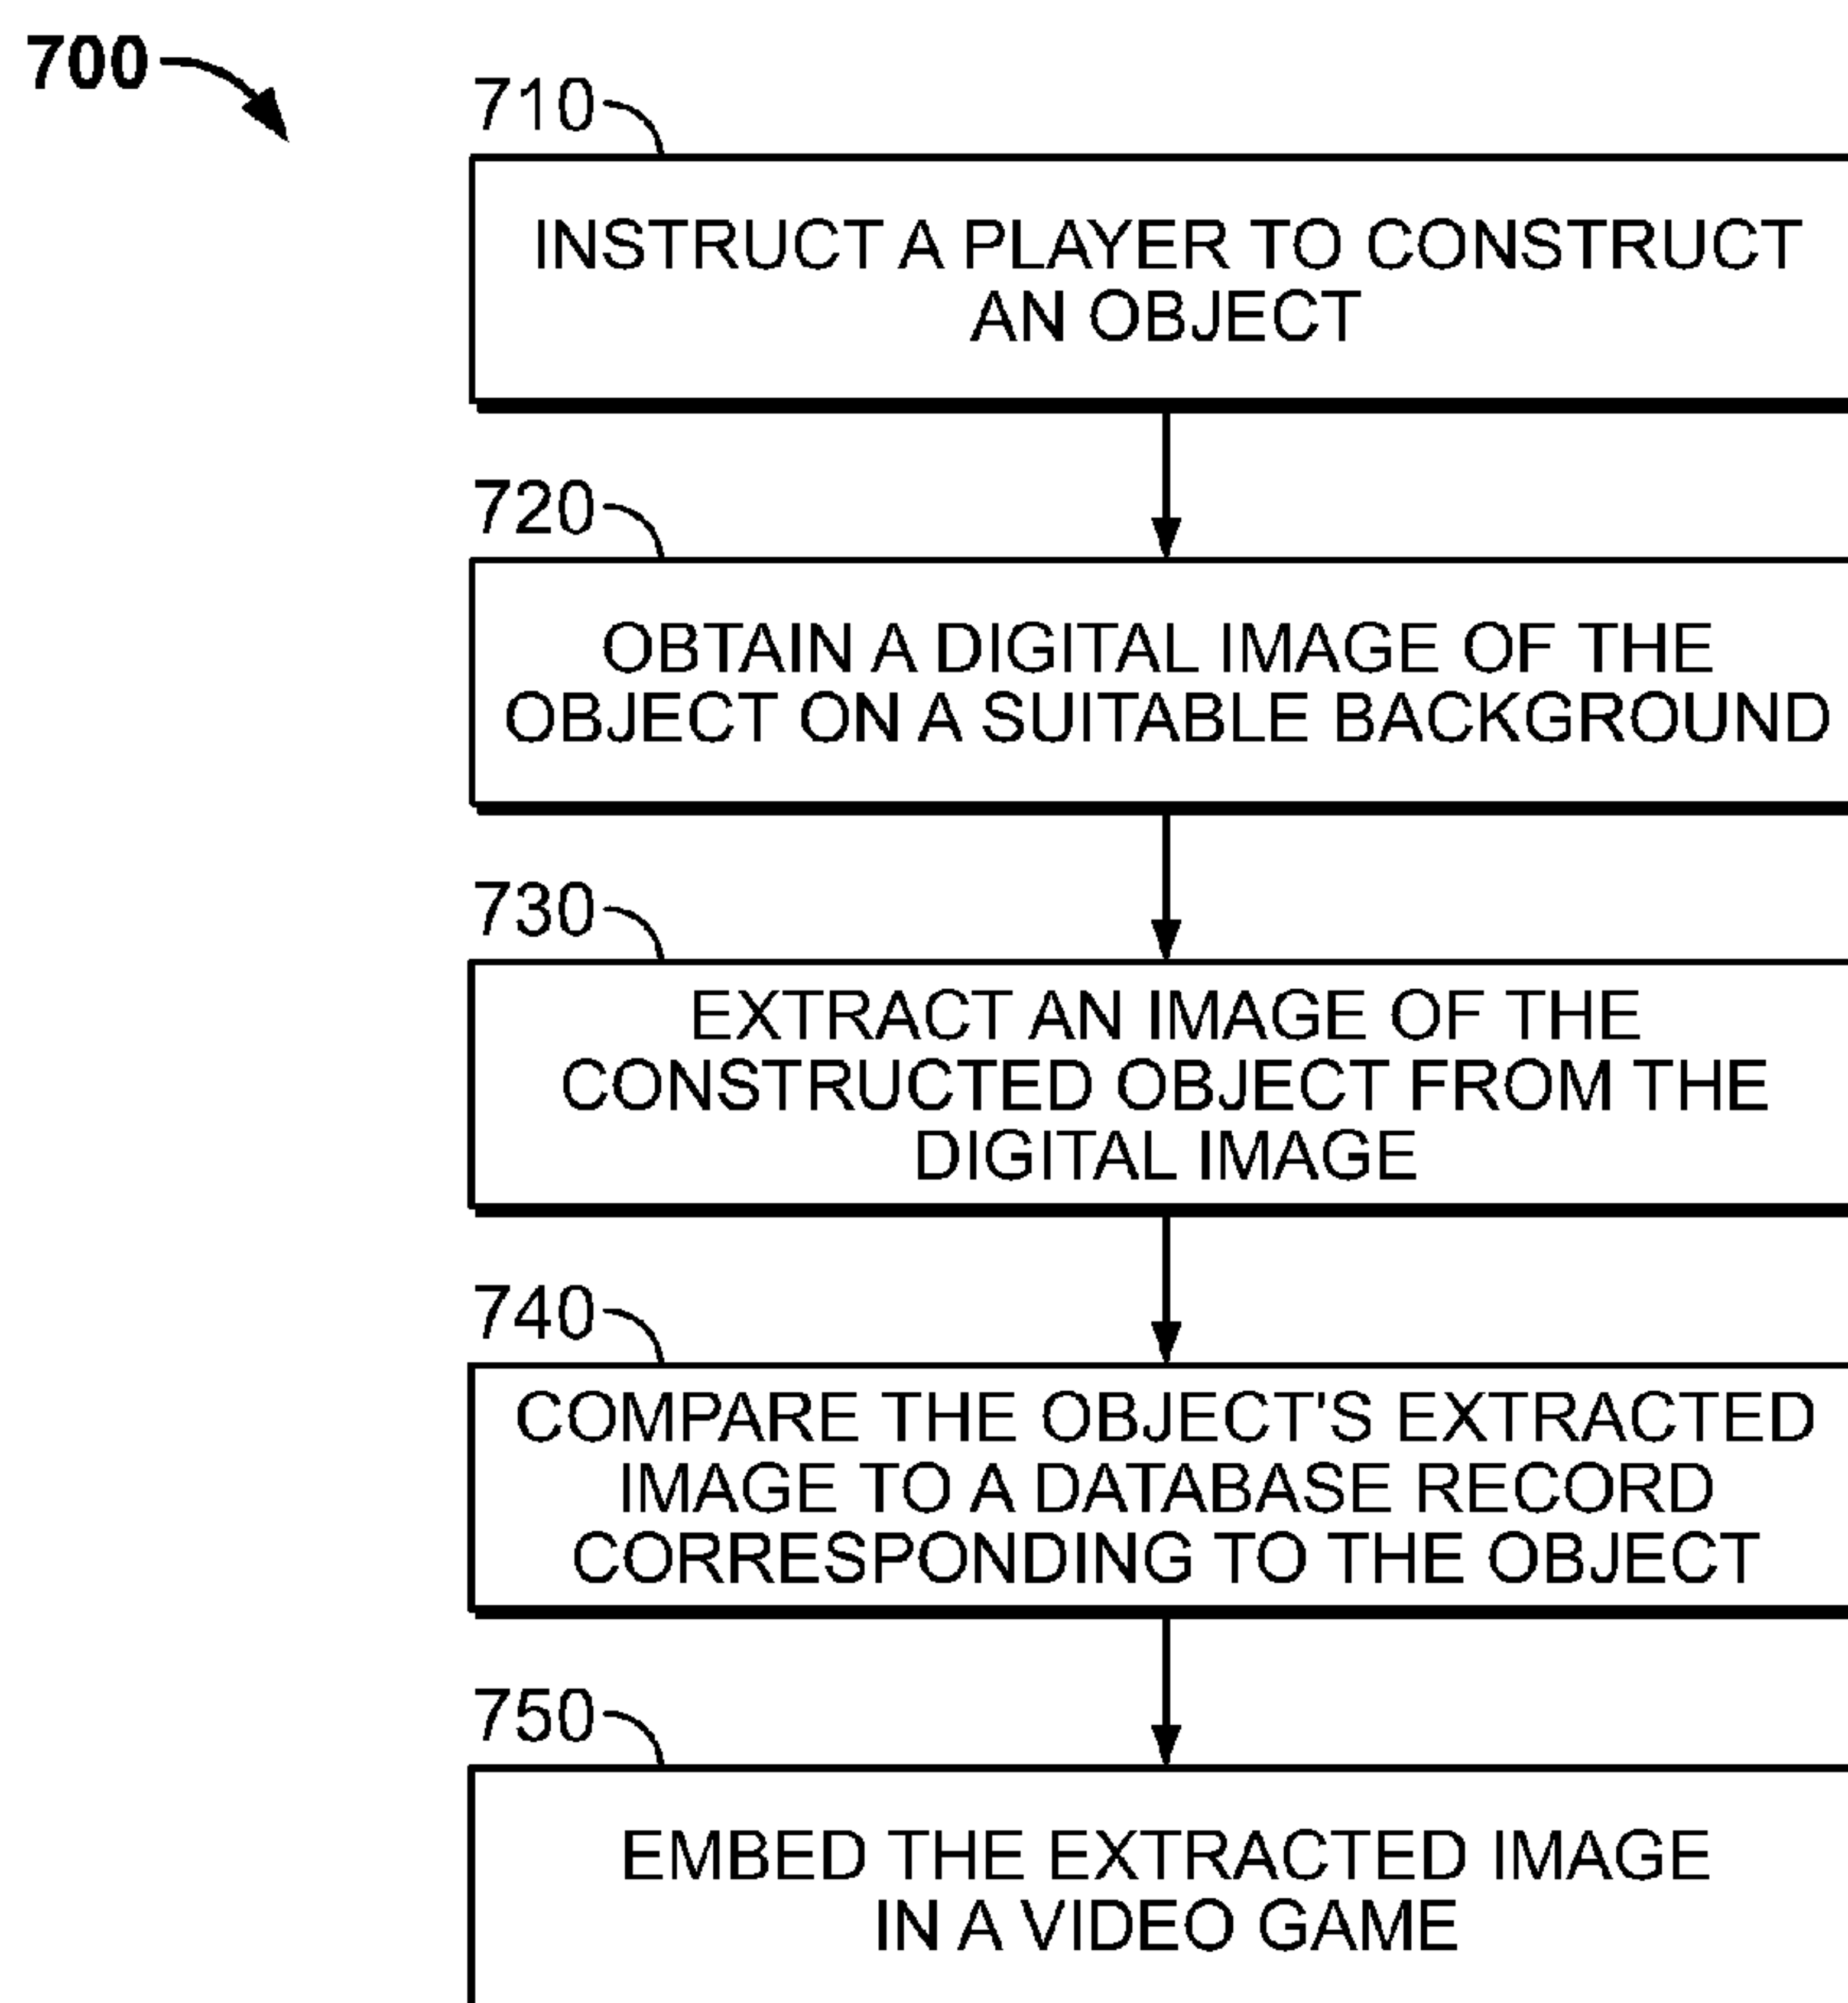 700
710
INSTRUCT A PLAYER TO CONSTRUCT
AN OBJECT
720
OBTAIN A DIGITAL IMAGE OF THE
OBJECT ON A SUITABLE BACKGROUND
730
EXTRACT AN IMAGE OF THE
CONSTRUCTED OBJECT FROM THE
DIGITAL IMAGE
740
COMPARE THE OBJECT'S EXTRACTED
IMAGE TO A DATABASE RECORD
CORRESPONDING TO THE OBJECT
750
EMBED THE EXTRACTED IMAGE
IN A VIDEO GAME